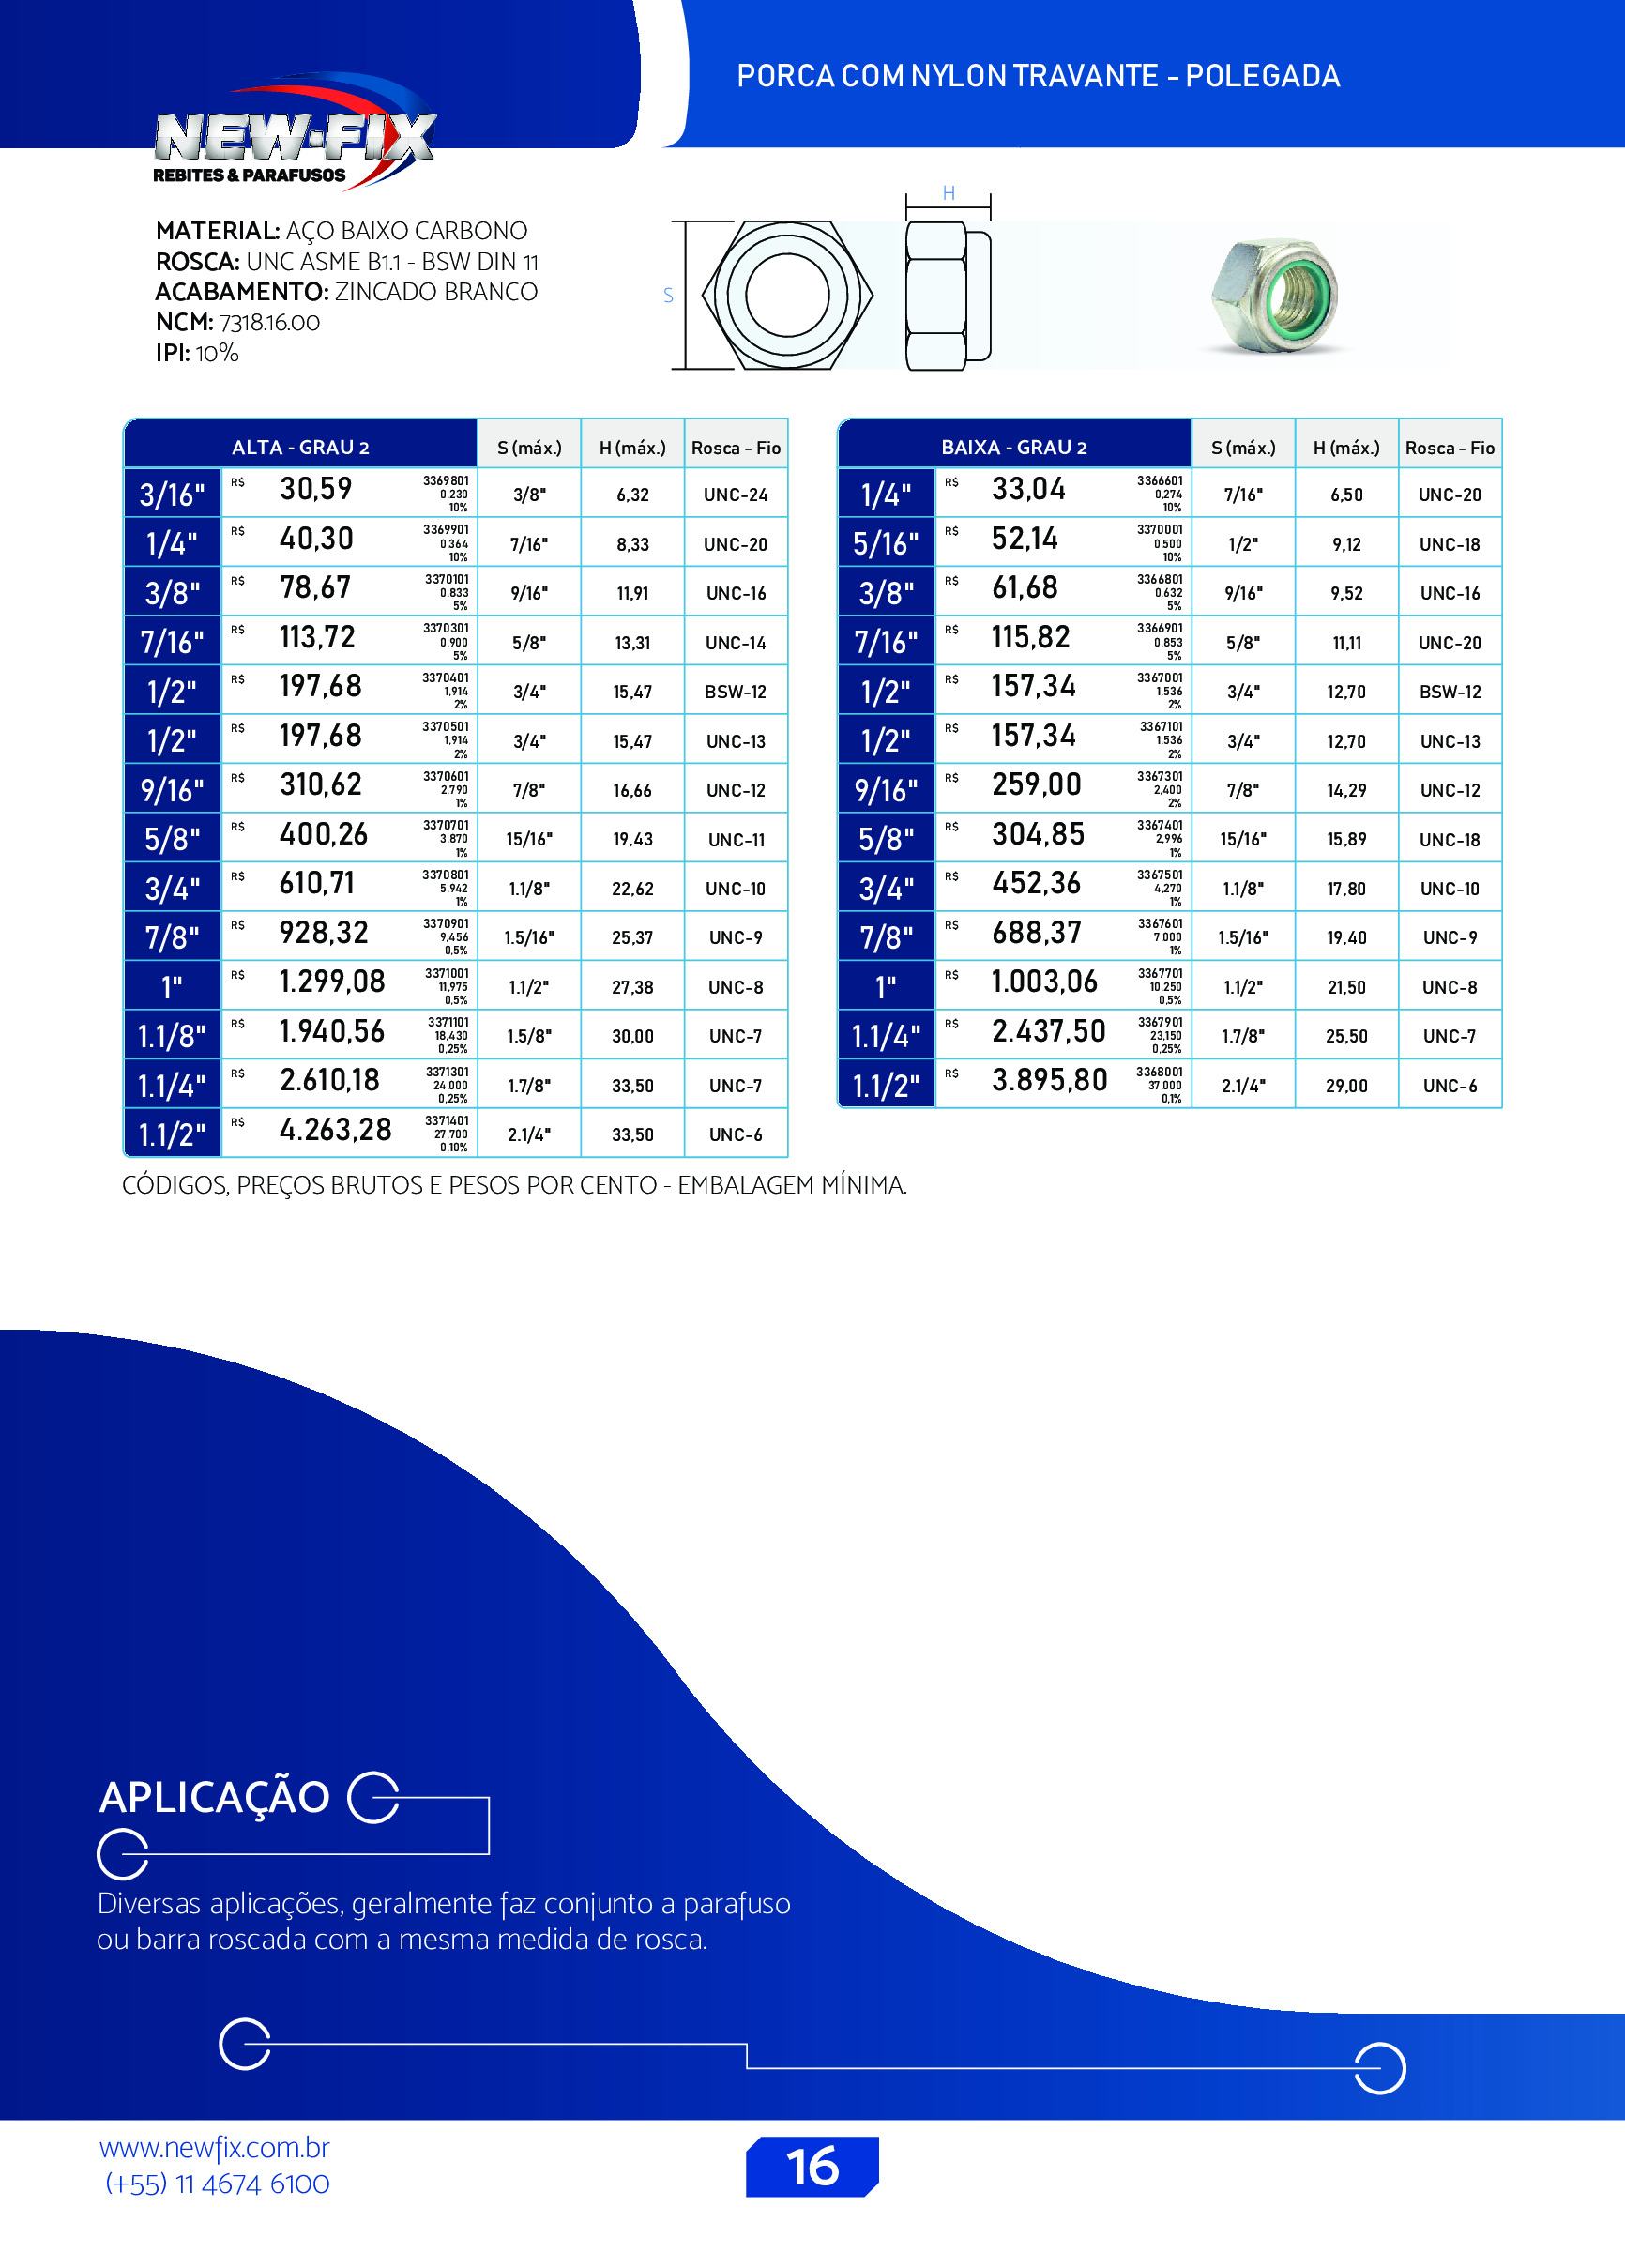 PORCA COM NYLON TRAVANTE - POLEGADA
NEW-FIX
REBITES & PARAFUSOS
MATERIAL: AÇO BAIXO CARBONO
ROSCA: UNC ASME B1.1 - BSW DIN 11
ACABAMENTO: ZINCADO BRANCO
NCM: 7318.16.00
IPI: 10%
H
S
ALTA - GRAU 2 S (máx.) H (máx.) Rosca - Fio
3/16" R$ 30,59 3369801 0,230 10% 3/8" 6,32 UNC-24
1/4" R$ 40,30 3369901 0,364 10% 7/16" 8,33 UNC-20
3/8" R$ 78,67 3370101 0,833 5% 9/16" 11,91 UNC-16
7/16" R$ 113,72 3370301 0,900 5% 5/8" 13,31 UNC-14
1/2" R$ 197,68 3370401 1,914 2% 3/4" 15,47 BSW-12
1/2" R$ 197,68 3370501 1,914 2% 3/4" 15,47 UNC-13
9/16" R$ 310,62 3370601 2,790 1% 7/8" 16,66 UNC-12
5/8" R$ 400,26 3370701 3,870 1% 15/16" 19,43 UNC-11
3/4" R$ 610,71 3370801 5,942 1% 1.1/8" 22,62 UNC-10
7/8" R$ 928,32 3370901 9,456 0,5% 1.5/16" 25,37 UNC-9
1" R$ 1.299,08 3371001 11,975 0,5% 1.1/2" 27,38 UNC-8
1.1/8" R$ 1.940,56 3371101 18,430 0,25% 1.5/8" 30,00 UNC-7
1.1/4" R$ 2.610,18 3371301 24,000 0,25% 1.7/8" 33,50 UNC-7
1.1/2" R$ 4.263,28 3371401 27,700 0,10% 2.1/4" 33,50 UNC-6
BAIXA - GRAU 2 S (máx.) H (máx.) Rosca - Fio
1/4" R$ 33,04 3366601 0,274 10% 7/16" 6,50 UNC-20
5/16" R$ 52,14 3370001 0,500 10% 1/2" 9,12 UNC-18
3/8" R$ 61,68 3366801 0,632 5% 9/16" 9,52 UNC-16
7/16" R$ 115,82 3366901 0,853 5% 5/8" 11,11 UNC-20
1/2" R$ 157,34 3367001 1,536 2% 3/4" 12,70 BSW-12
1/2" R$ 157,34 3367101 1,536 2% 3/4" 12,70 UNC-13
9/16" R$ 259,00 3367301 2,400 2% 7/8" 14,29 UNC-12
5/8" R$ 304,85 3367401 2,996 1% 15/16" 15,89 UNC-18
3/4" R$ 452,36 3367501 4,270 1% 1.1/8" 17,80 UNC-10
7/8" R$ 688,37 3367601 7,000 1% 1.5/16" 19,40 UNC-9
1" R$ 1.003,06 3367701 10,250 0,5% 1.1/2" 21,50 UNC-8
1.1/4" R$ 2.437,50 3367901 23,150 0,25% 1.7/8" 25,50 UNC-7
1.1/2" R$ 3.895,80 3368001 37,000 0,1% 2.1/4" 29,00 UNC-6
CÓDIGOS, PREÇOS BRUTOS E PESOS POR CENTO - EMBALAGEM MÍNIMA.
APLICAÇÃO
Diversas aplicações, geralmente faz conjunto a parafuso
ou barra roscada com a mesma medida de rosca.
www.newfix.com.br
(+55) 11 4674 6100
16